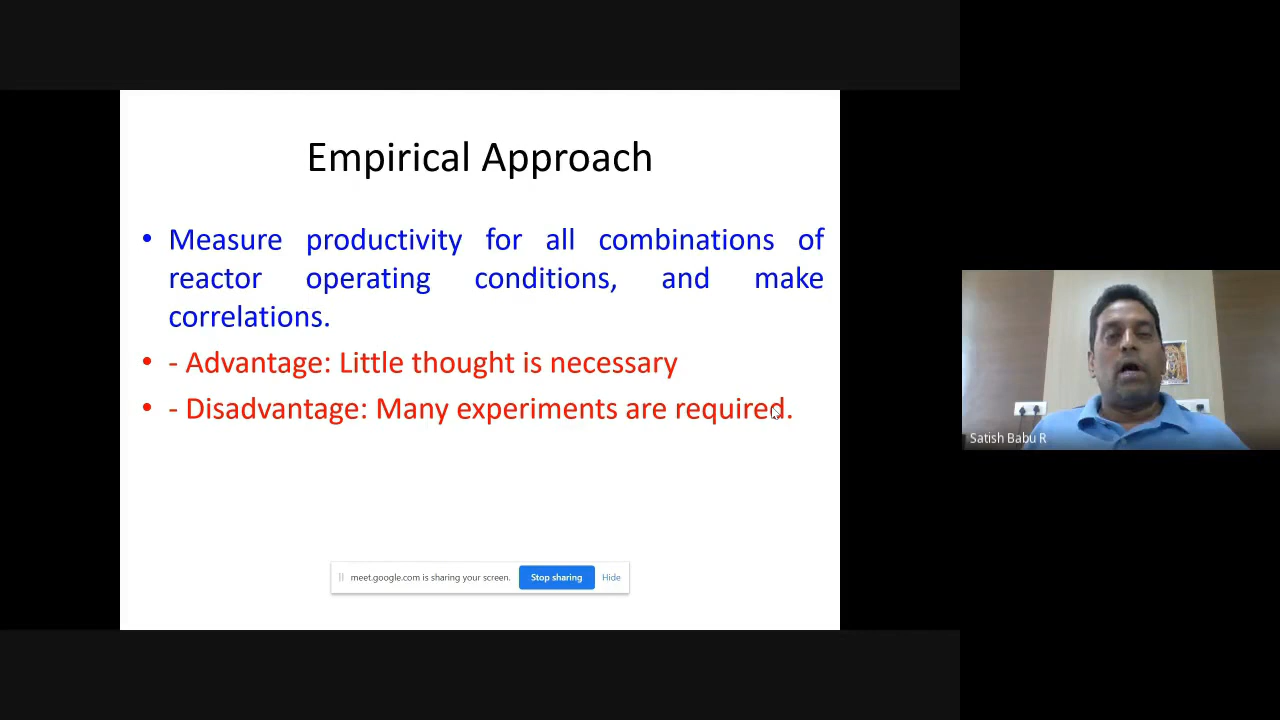 Empirical Approach
• Measure productivity for all combinations of
reactor operating conditions, and make
correlations.
• - Advantage: Little thought is necessary
• - Disadvantage: Many experiments are required.
meet.google.com is sharing your screen. Stop sharing Hide
Satish Babu R